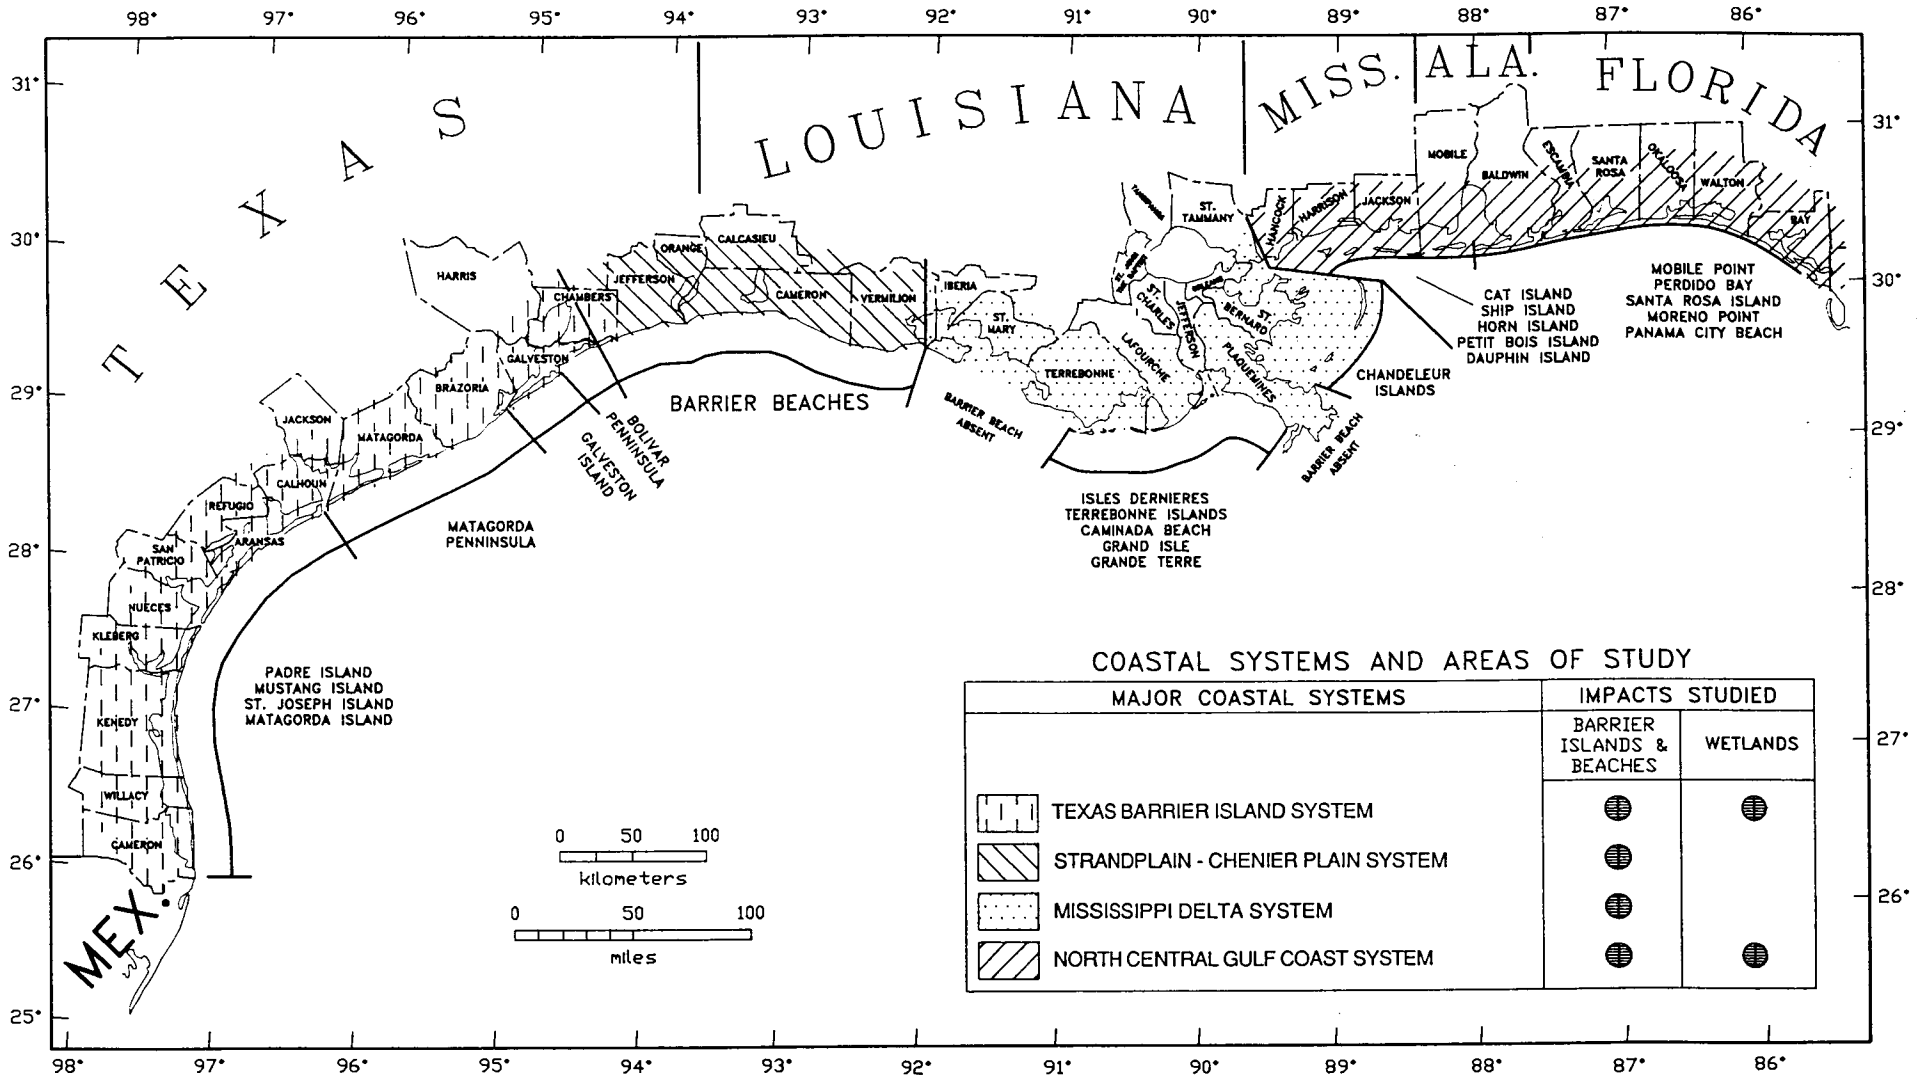 98° 97° 96° 95° 94° 93° 92° 91° 90° 89° 88° 87° 86°
TEXAS
LOUISIANA
MISS.
ALA.
FLORIDA
MEX.
31°
30°
29°
28°
27°
26°
25°
31°
30°
29°
28°
27°
26°
HARRIS
CHAMBERS
JEFFERSON
ORANGE
CALCASIEU
CAMERON
VERMILION
IBERIA
ST.
MARY
GALVESTON
BRAZORIA
JACKSON
MATAGORDA
CALHOUN
REFUGIO
ARANSAS
SAN
PATRICIO
NUECES
KLEBERG
KENEDY
WILLACY
CAMERON
TERREBONNE
LAFOURCHE
ST.
CHARLES
JEFFERSON
ORLEANS
ST.
BERNARD
PLAQUEMINES
ST.
TAMMANY
HANCOCK
HARRISON
JACKSON
MOBILE
BALDWIN
ESCAMBIA
SANTA
ROSA
OKALOOSA
WALTON
BAY
BARRIER BEACHES
BOLIVAR
PENNINSULA
GALVESTON
ISLAND
MATAGORDA
PENNINSULA
PADRE ISLAND
MUSTANG ISLAND
ST. JOSEPH ISLAND
MATAGORDA ISLAND
BARRIER BEACH
ABSENT
ISLES DERNIERES
TERREBONNE ISLANDS
CAMINADA BEACH
GRAND ISLE
GRANDE TERRE
BARRIER BEACH
ABSENT
CHANDELEUR
ISLANDS
CAT ISLAND
SHIP ISLAND
HORN ISLAND
PETIT BOIS ISLAND
DAUPHIN ISLAND
MOBILE POINT
PERDIDO BAY
SANTA ROSA ISLAND
MORENO POINT
PANAMA CITY BEACH
0 50 100
kilometers
0 50 100
miles
COASTAL SYSTEMS AND AREAS OF STUDY
MAJOR COASTAL SYSTEMS IMPACTS STUDIED
BARRIER
ISLANDS &
BEACHES
WETLANDS
TEXAS BARRIER ISLAND SYSTEM
STRANDPLAIN - CHENIER PLAIN SYSTEM
MISSISSIPPI DELTA SYSTEM
NORTH CENTRAL GULF COAST SYSTEM
98° 97° 96° 95° 94° 93° 92° 91° 90° 89° 88° 87° 86°